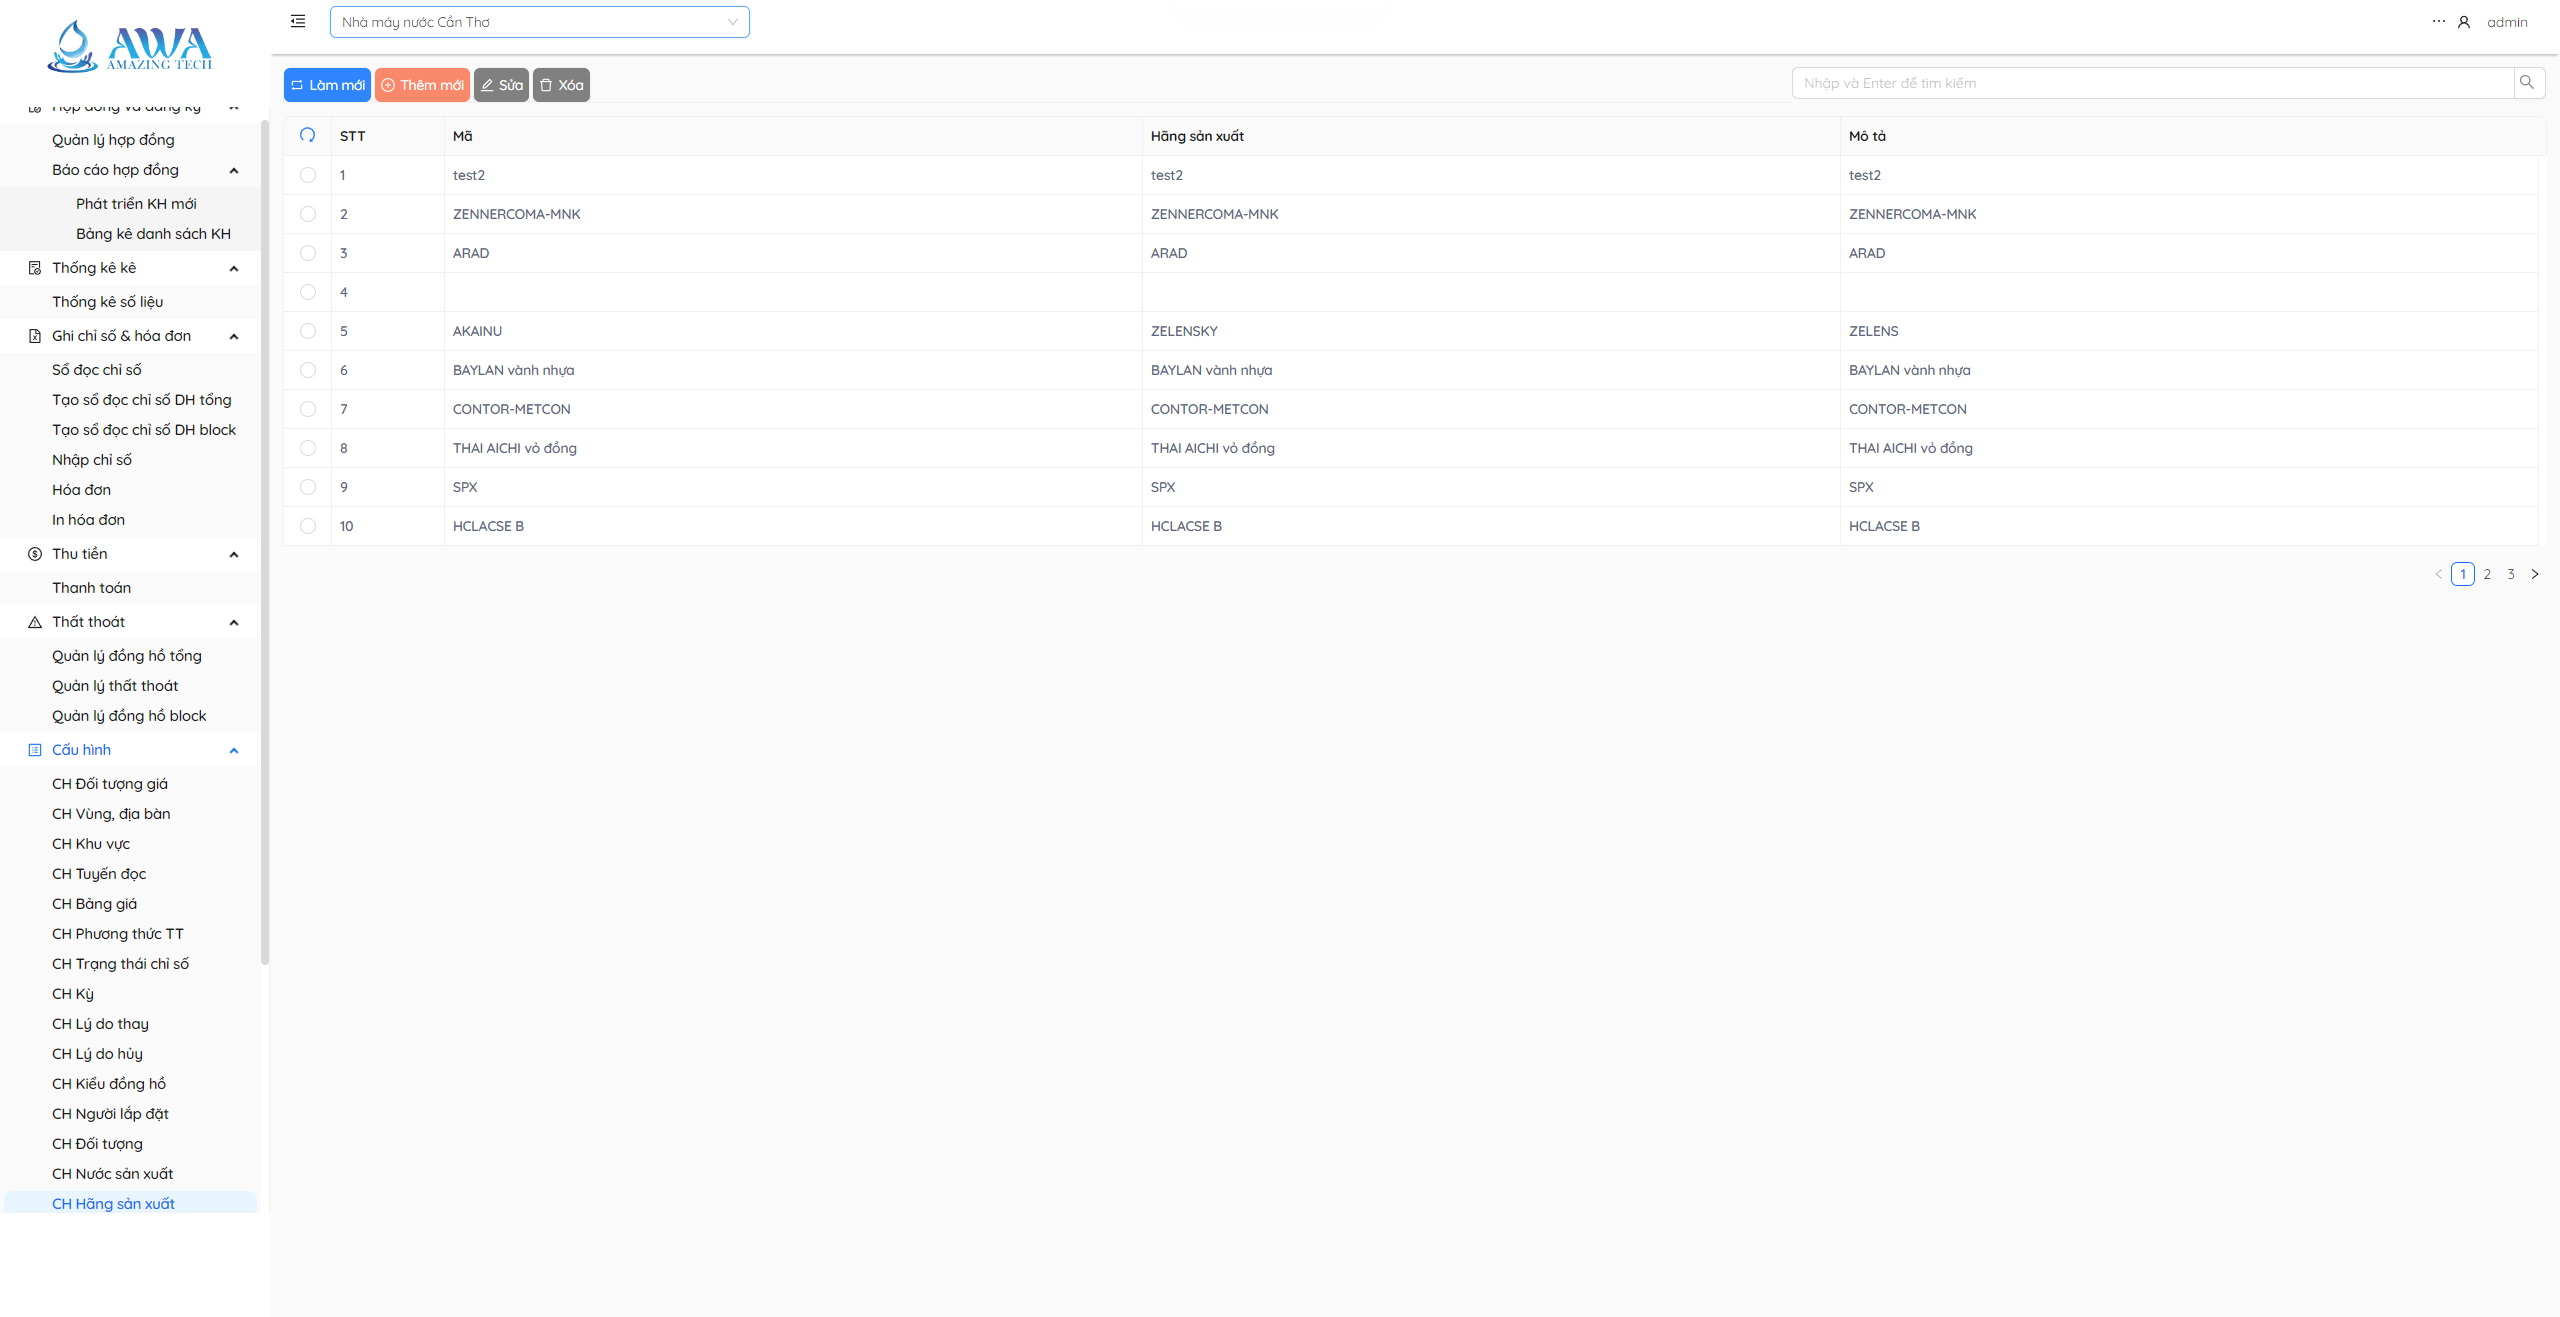 AWA
AMAZING TECH
Nhà máy nước Cần Thơ
admin
Làm mới
Thêm mới
Sửa
Xóa
Nhập và Enter để tìm kiếm
Hợp đồng và đăng ký
Quản lý hợp đồng
Báo cáo hợp đồng
Phát triển KH mới
Bảng kê danh sách KH
Thống kê kê
Thống kê số liệu
Ghi chỉ số & hóa đơn
Sổ đọc chỉ số
Tạo sổ đọc chỉ số DH tổng
Tạo sổ đọc chỉ số DH block
Nhập chỉ số
Hóa đơn
In hóa đơn
Thu tiền
Thanh toán
Thất thoát
Quản lý đồng hồ tổng
Quản lý thất thoát
Quản lý đồng hồ block
Cấu hình
CH Đối tượng giá
CH Vùng, địa bàn
CH Khu vực
CH Tuyến đọc
CH Bảng giá
CH Phương thức TT
CH Trạng thái chỉ số
CH Kỳ
CH Lý do thay
CH Lý do hủy
CH Kiểu đồng hồ
CH Người lắp đặt
CH Đối tượng
CH Nước sản xuất
CH Hãng sản xuất
STT Mã Hãng sản xuất Mô tả
1 test2 test2 test2
2 ZENNERCOMA-MNK ZENNERCOMA-MNK ZENNERCOMA-MNK
3 ARAD ARAD ARAD
4
5 AKAINU ZELENSKY ZELENS
6 BAYLAN vành nhựa BAYLAN vành nhựa BAYLAN vành nhựa
7 CONTOR-METCON CONTOR-METCON CONTOR-METCON
8 THAI AICHI vỏ đồng THAI AICHI vỏ đồng THAI AICHI vỏ đồng
9 SPX SPX SPX
10 HCLACSE B HCLACSE B HCLACSE B
1 2 3